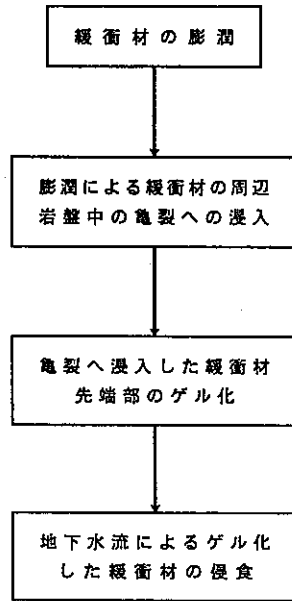 緩衝材の膨潤
膨潤による緩衝材の周辺
岩盤中の亀裂への浸入
亀裂へ浸入した緩衝材
先端部のゲル化
地下水流によるゲル化
した緩衝材の侵食